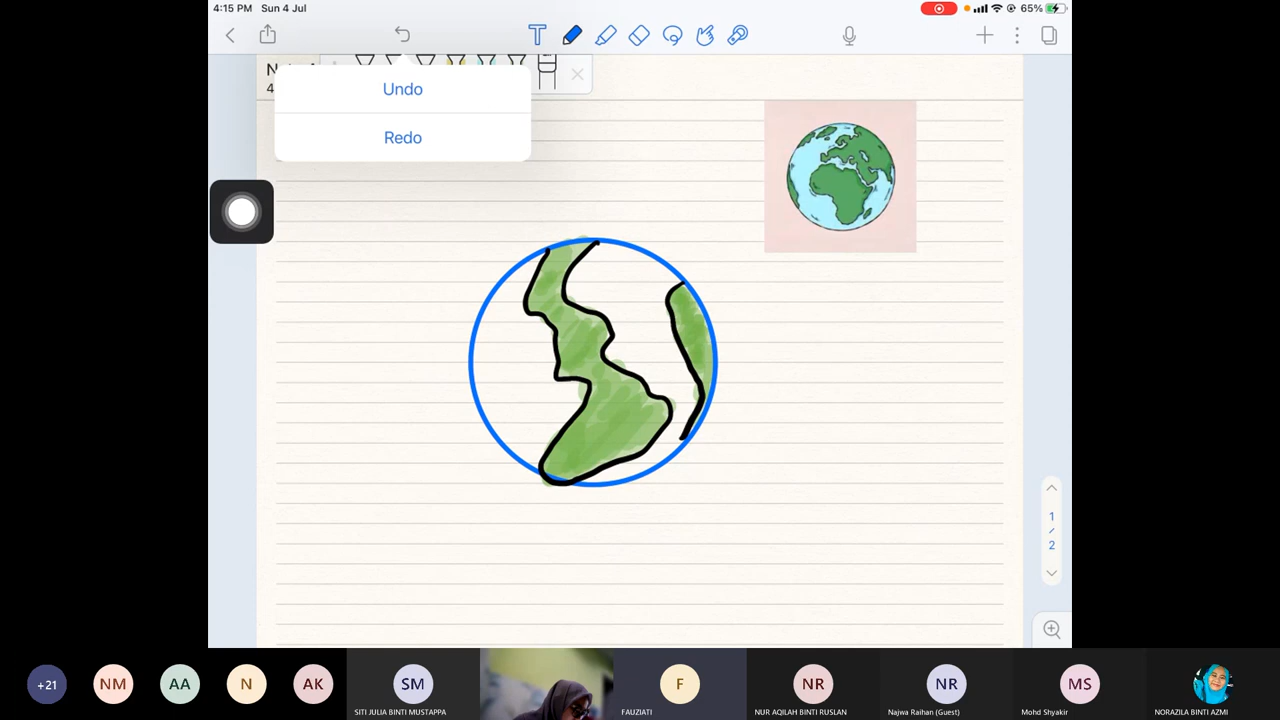 4:15 PM Sun 4 Jul
65%
T
4
Undo
Redo
1
/
2
+21
NM
AA
N
AK
SM
F
NR
NR
MS
SITI JULIA BINTI MUSTAPPA
FAUZIATI
NUR AQILAH BINTI RUSLAN
Najwa Raihan (Guest)
Mohd Shyakir
NORAZILA BINTI AZMI